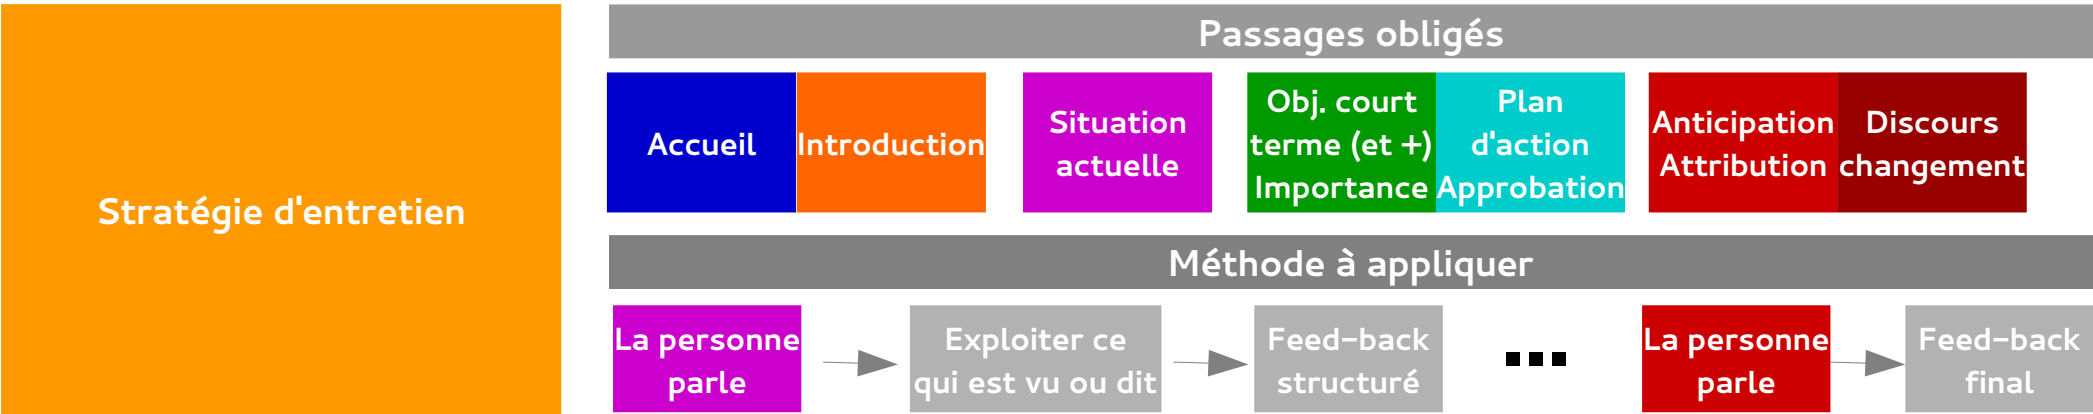 Stratégie d'entretien
Passages obligés
Accueil
Introduction
Situation
actuelle
Obj. court
terme (et +)
Importance
Plan
d'action
Approbation
Anticipation
Attribution
Discours
changement
Méthode à appliquer
La personne
parle
Exploiter ce
qui est vu ou dit
Feed-back
structuré
...
La personne
parle
Feed-back
final